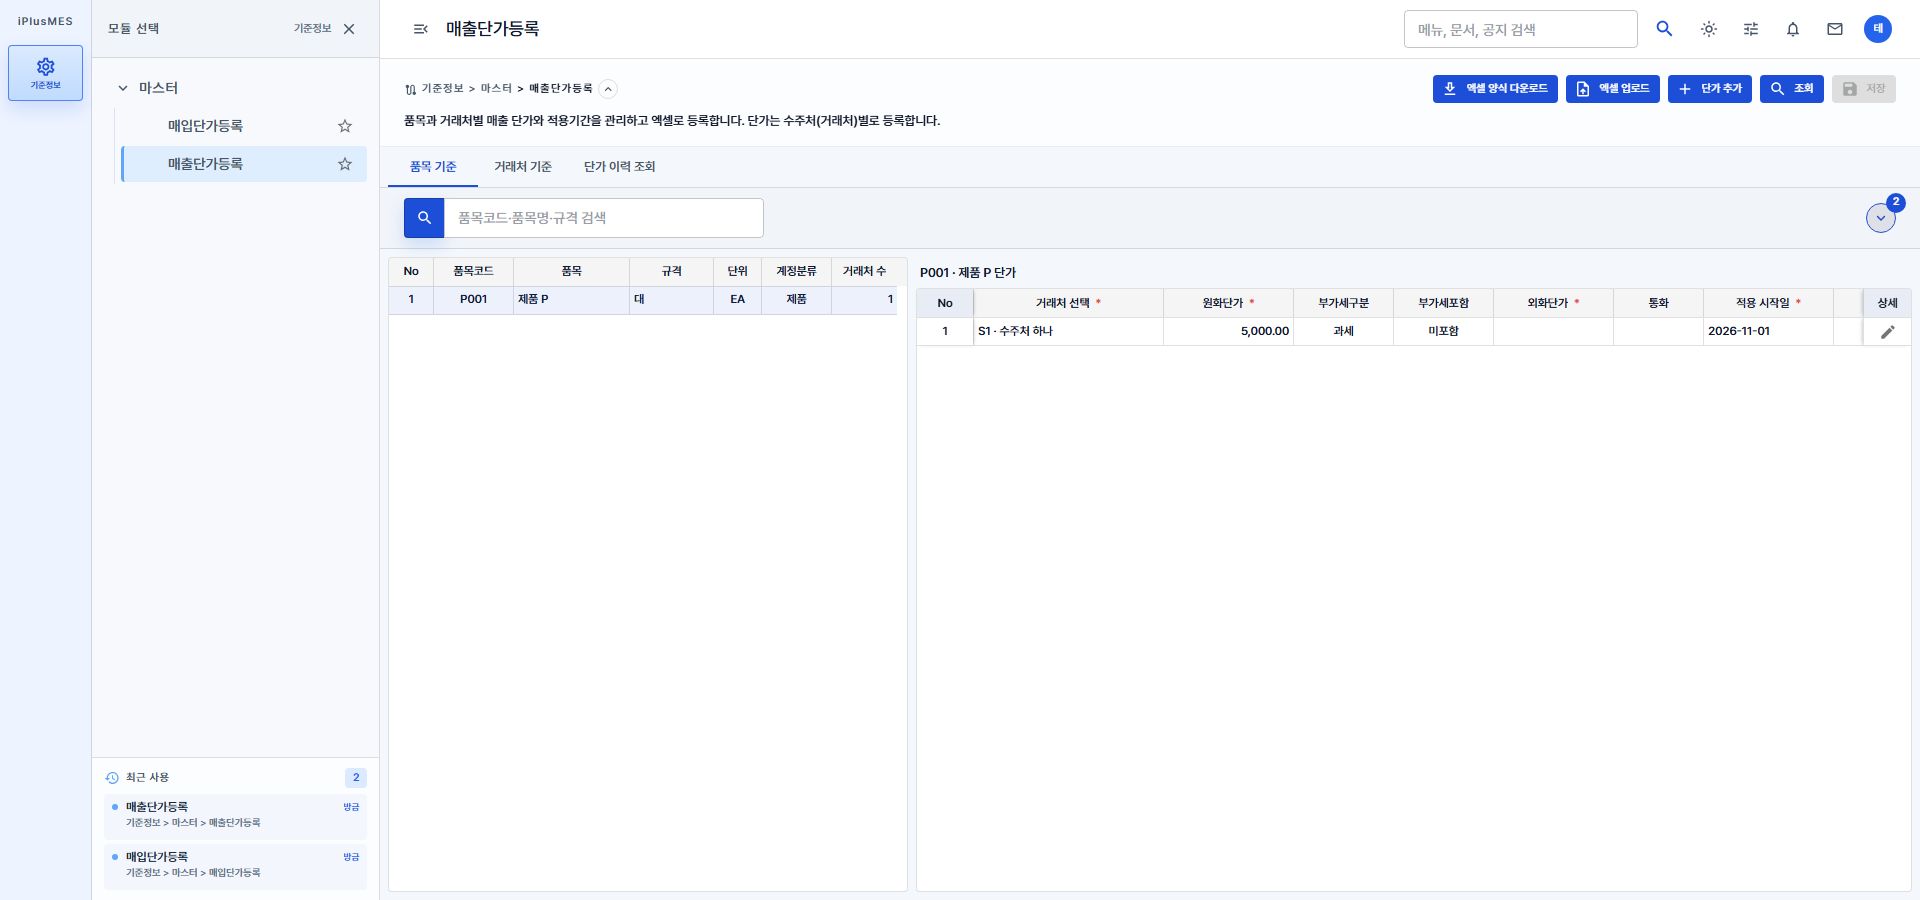 iPlusMES
기준정보
모듈 선택
기준정보
마스터
매입단가등록
매출단가등록
최근 사용
2
매출단가등록
방금
기준정보 > 마스터 > 매출단가등록
매입단가등록
방금
기준정보 > 마스터 > 매입단가등록
매출단가등록
메뉴, 문서, 공지 검색
테
기준정보 > 마스터 > 매출단가등록
엑셀 양식 다운로드
엑셀 업로드
단가 추가
조회
저장
품목과 거래처별 매출 단가와 적용기간을 관리하고 엑셀로 등록합니다. 단가는 수주처(거래처)별로 등록합니다.
품목 기준
거래처 기준
단가 이력 조회
품목코드·품목명·규격 검색
2
No 품목코드 품목 규격 단위 계정분류 거래처 수
1 P001 제품 P 대 EA 제품 1
P001 · 제품 P 단가
No 거래처 선택 * 원화단가 * 부가세구분 부가세포함 외화단가 * 통화 적용 시작일 * 상세
1 S1 · 수주처 하나 5,000.00 과세 미포함 2026-11-01